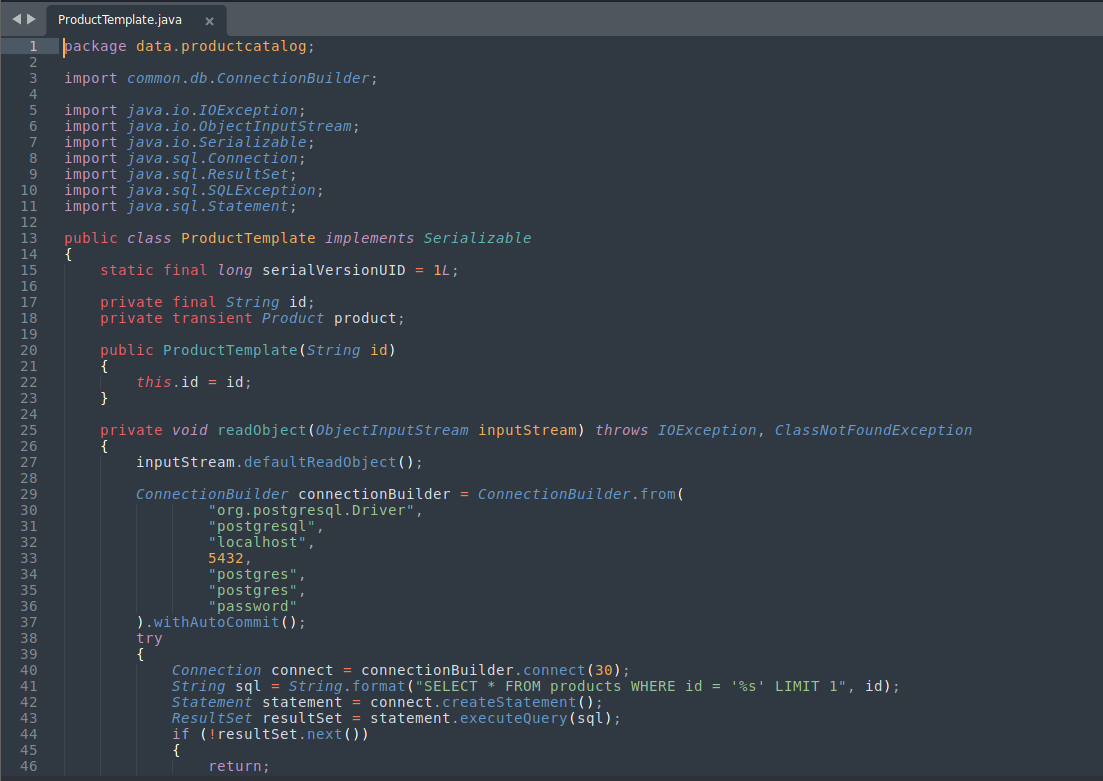 ProductTemplate.java ×
1 package data.productcatalog;
2
3 import common.db.ConnectionBuilder;
4
5 import java.io.IOException;
6 import java.io.ObjectInputStream;
7 import java.io.Serializable;
8 import java.sql.Connection;
9 import java.sql.ResultSet;
10 import java.sql.SQLException;
11 import java.sql.Statement;
12
13 public class ProductTemplate implements Serializable
14 {
15     static final long serialVersionUID = 1L;
16
17     private final String id;
18     private transient Product product;
19
20     public ProductTemplate(String id)
21     {
22         this.id = id;
23     }
24
25     private void readObject(ObjectInputStream inputStream) throws IOException, ClassNotFoundException
26     {
27         inputStream.defaultReadObject();
28
29         ConnectionBuilder connectionBuilder = ConnectionBuilder.from(
30                 "org.postgresql.Driver",
31                 "postgresql",
32                 "localhost",
33                 5432,
34                 "postgres",
35                 "postgres",
36                 "password"
37         ).withAutoCommit();
38         try
39         {
40             Connection connect = connectionBuilder.connect(30);
41             String sql = String.format("SELECT * FROM products WHERE id = '%s' LIMIT 1", id);
42             Statement statement = connect.createStatement();
43             ResultSet resultSet = statement.executeQuery(sql);
44             if (!resultSet.next())
45             {
46                 return;